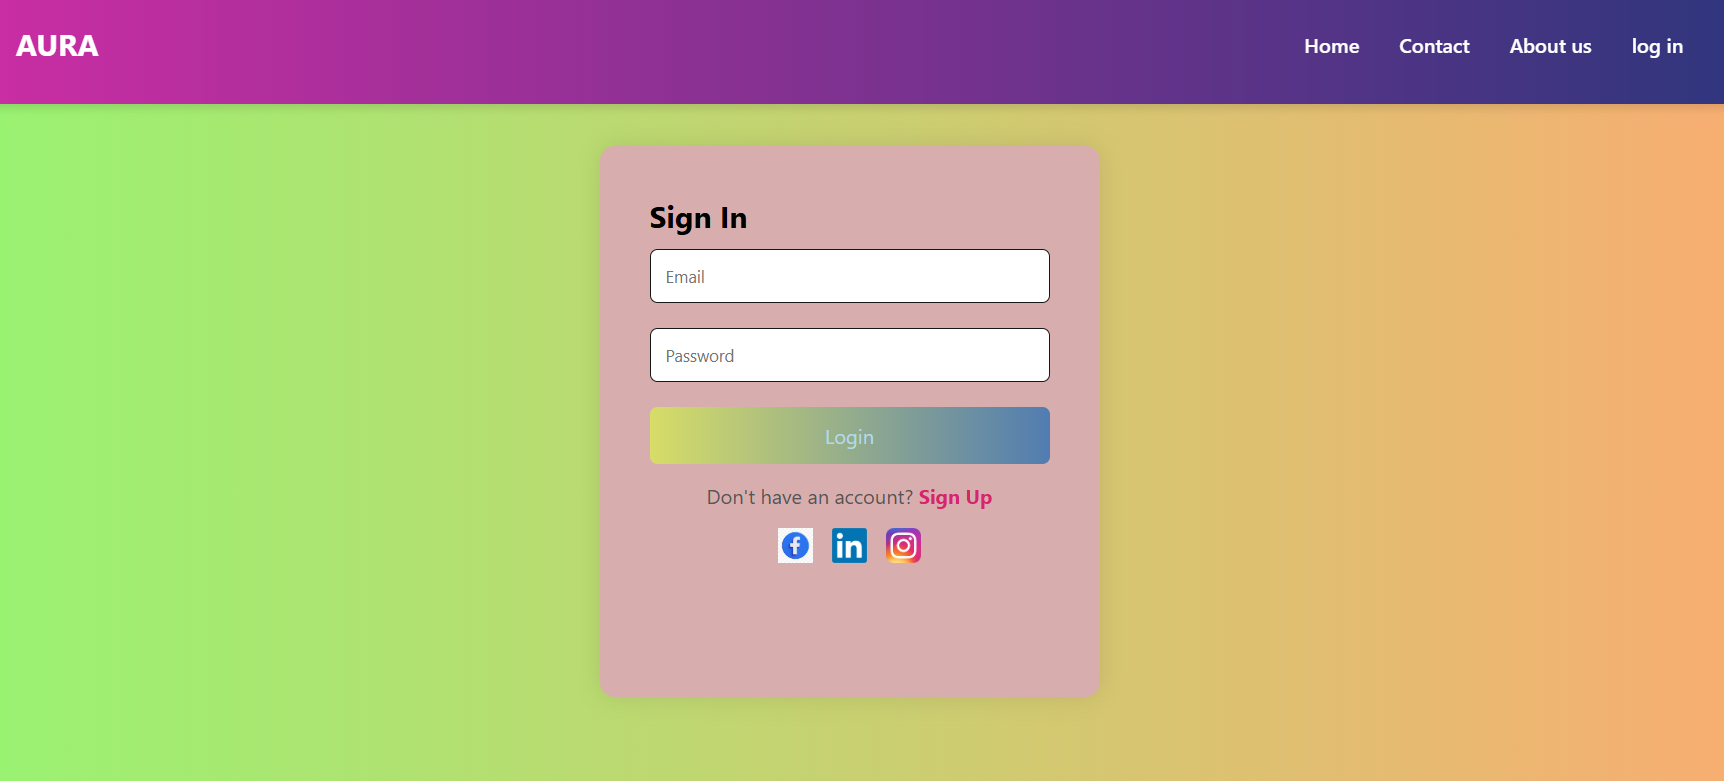 AURA
Home Contact About us log in
Sign In
Email
Password
Login
Don't have an account? Sign Up